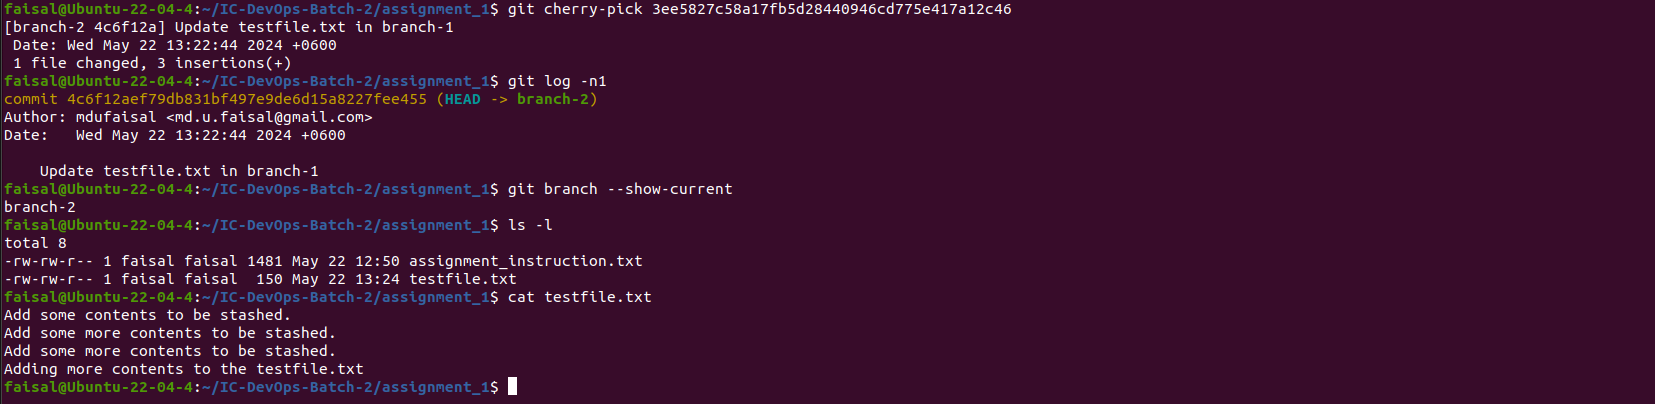 faisal@Ubuntu-22-04-4:~/IC-DevOps-Batch-2/assignment_1$ git cherry-pick 3ee5827c58a17fb5d28440946cd775e417a12c46
[branch-2 4c6f12a] Update testfile.txt in branch-1
 Date: Wed May 22 13:22:44 2024 +0600
 1 file changed, 3 insertions(+)
faisal@Ubuntu-22-04-4:~/IC-DevOps-Batch-2/assignment_1$ git log -n1
commit 4c6f12aef79db831bf497e9de6d15a8227fee455 (HEAD -> branch-2)
Author: mdufaisal <md.u.faisal@gmail.com>
Date:   Wed May 22 13:22:44 2024 +0600

    Update testfile.txt in branch-1
faisal@Ubuntu-22-04-4:~/IC-DevOps-Batch-2/assignment_1$ git branch --show-current
branch-2
faisal@Ubuntu-22-04-4:~/IC-DevOps-Batch-2/assignment_1$ ls -l
total 8
-rw-rw-r-- 1 faisal faisal 1481 May 22 12:50 assignment_instruction.txt
-rw-rw-r-- 1 faisal faisal  150 May 22 13:24 testfile.txt
faisal@Ubuntu-22-04-4:~/IC-DevOps-Batch-2/assignment_1$ cat testfile.txt
Add some contents to be stashed.
Add some more contents to be stashed.
Add some more contents to be stashed.
Adding more contents to the testfile.txt
faisal@Ubuntu-22-04-4:~/IC-DevOps-Batch-2/assignment_1$